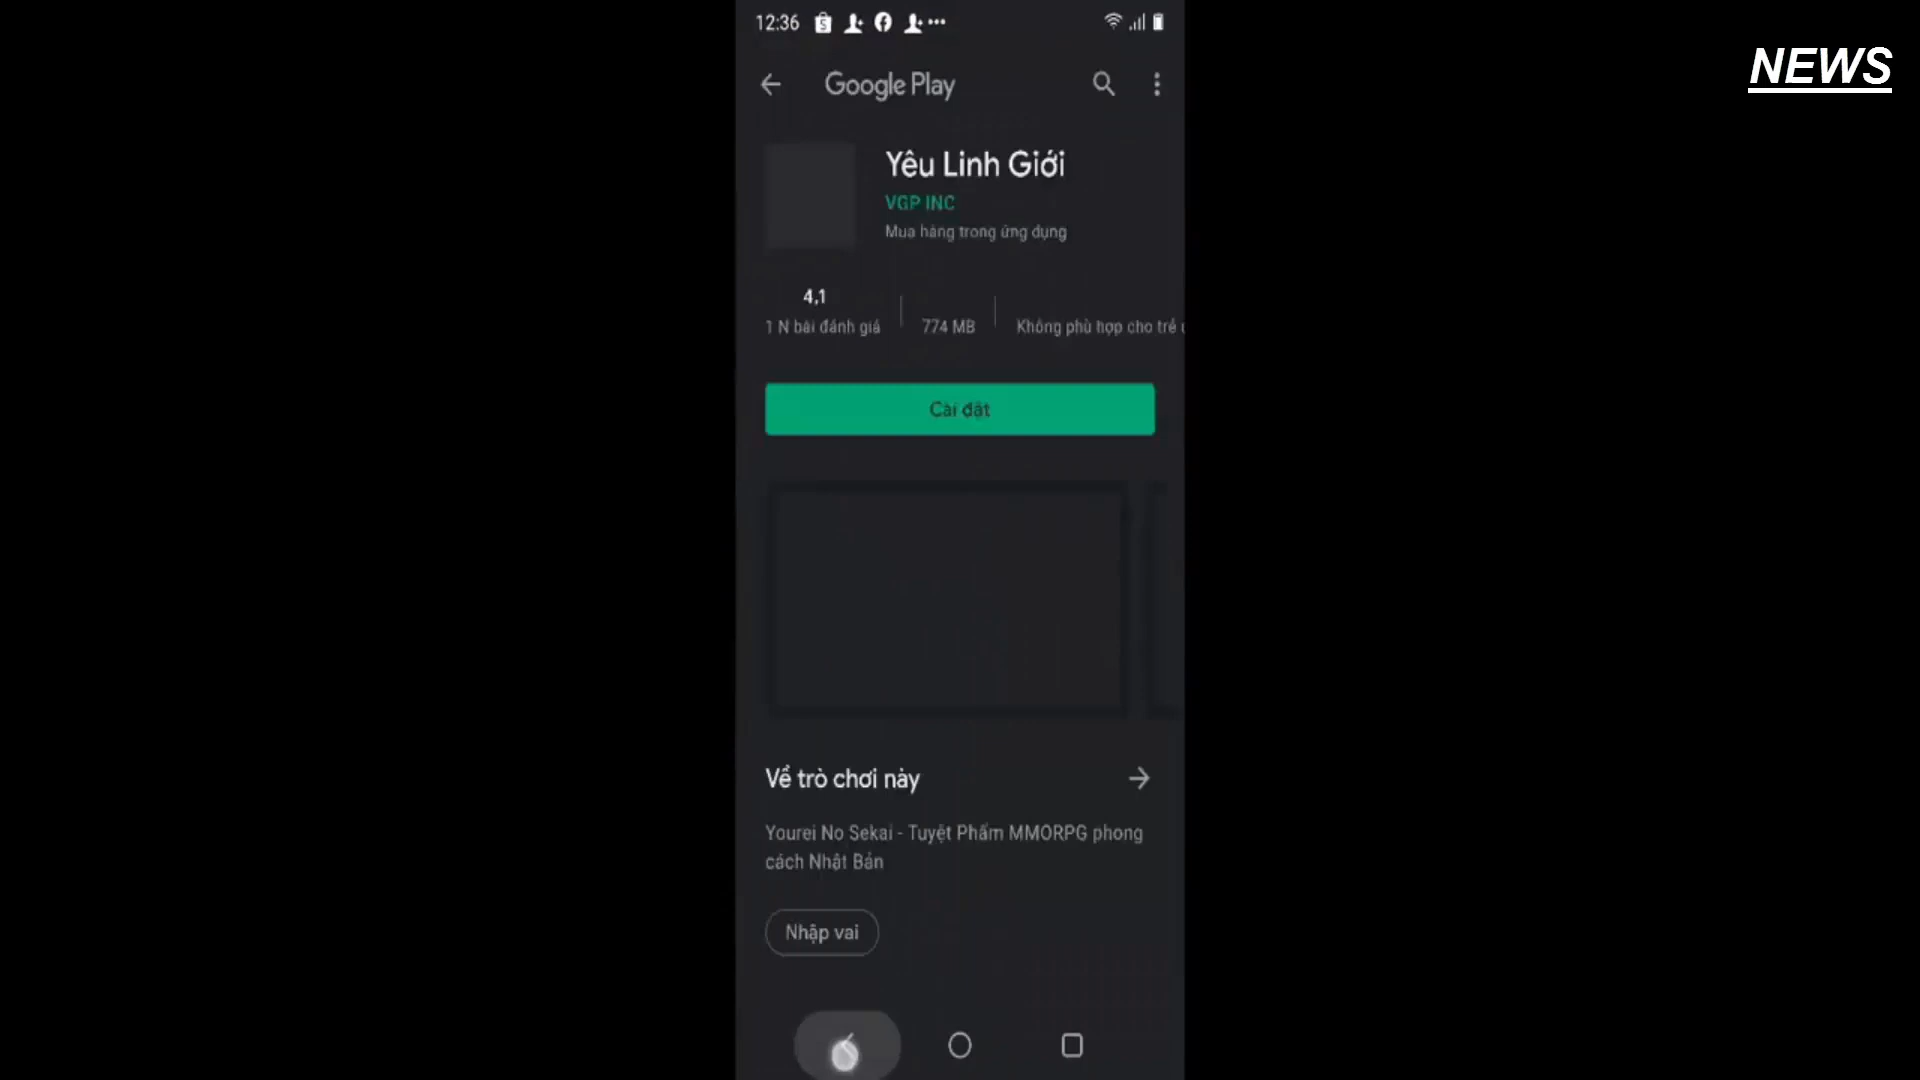 12:36
NEWS
Google Play
Yêu Linh Giới
VGP INC
Mua hàng trong ứng dụng
4,1
1 N bài đánh giá
774 MB
Không phù hợp cho trẻ
Cài đặt
Về trò chơi này
Yourei No Sekai - Tuyệt Phẩm MMORPG phong
cách Nhật Bản
Nhập vai